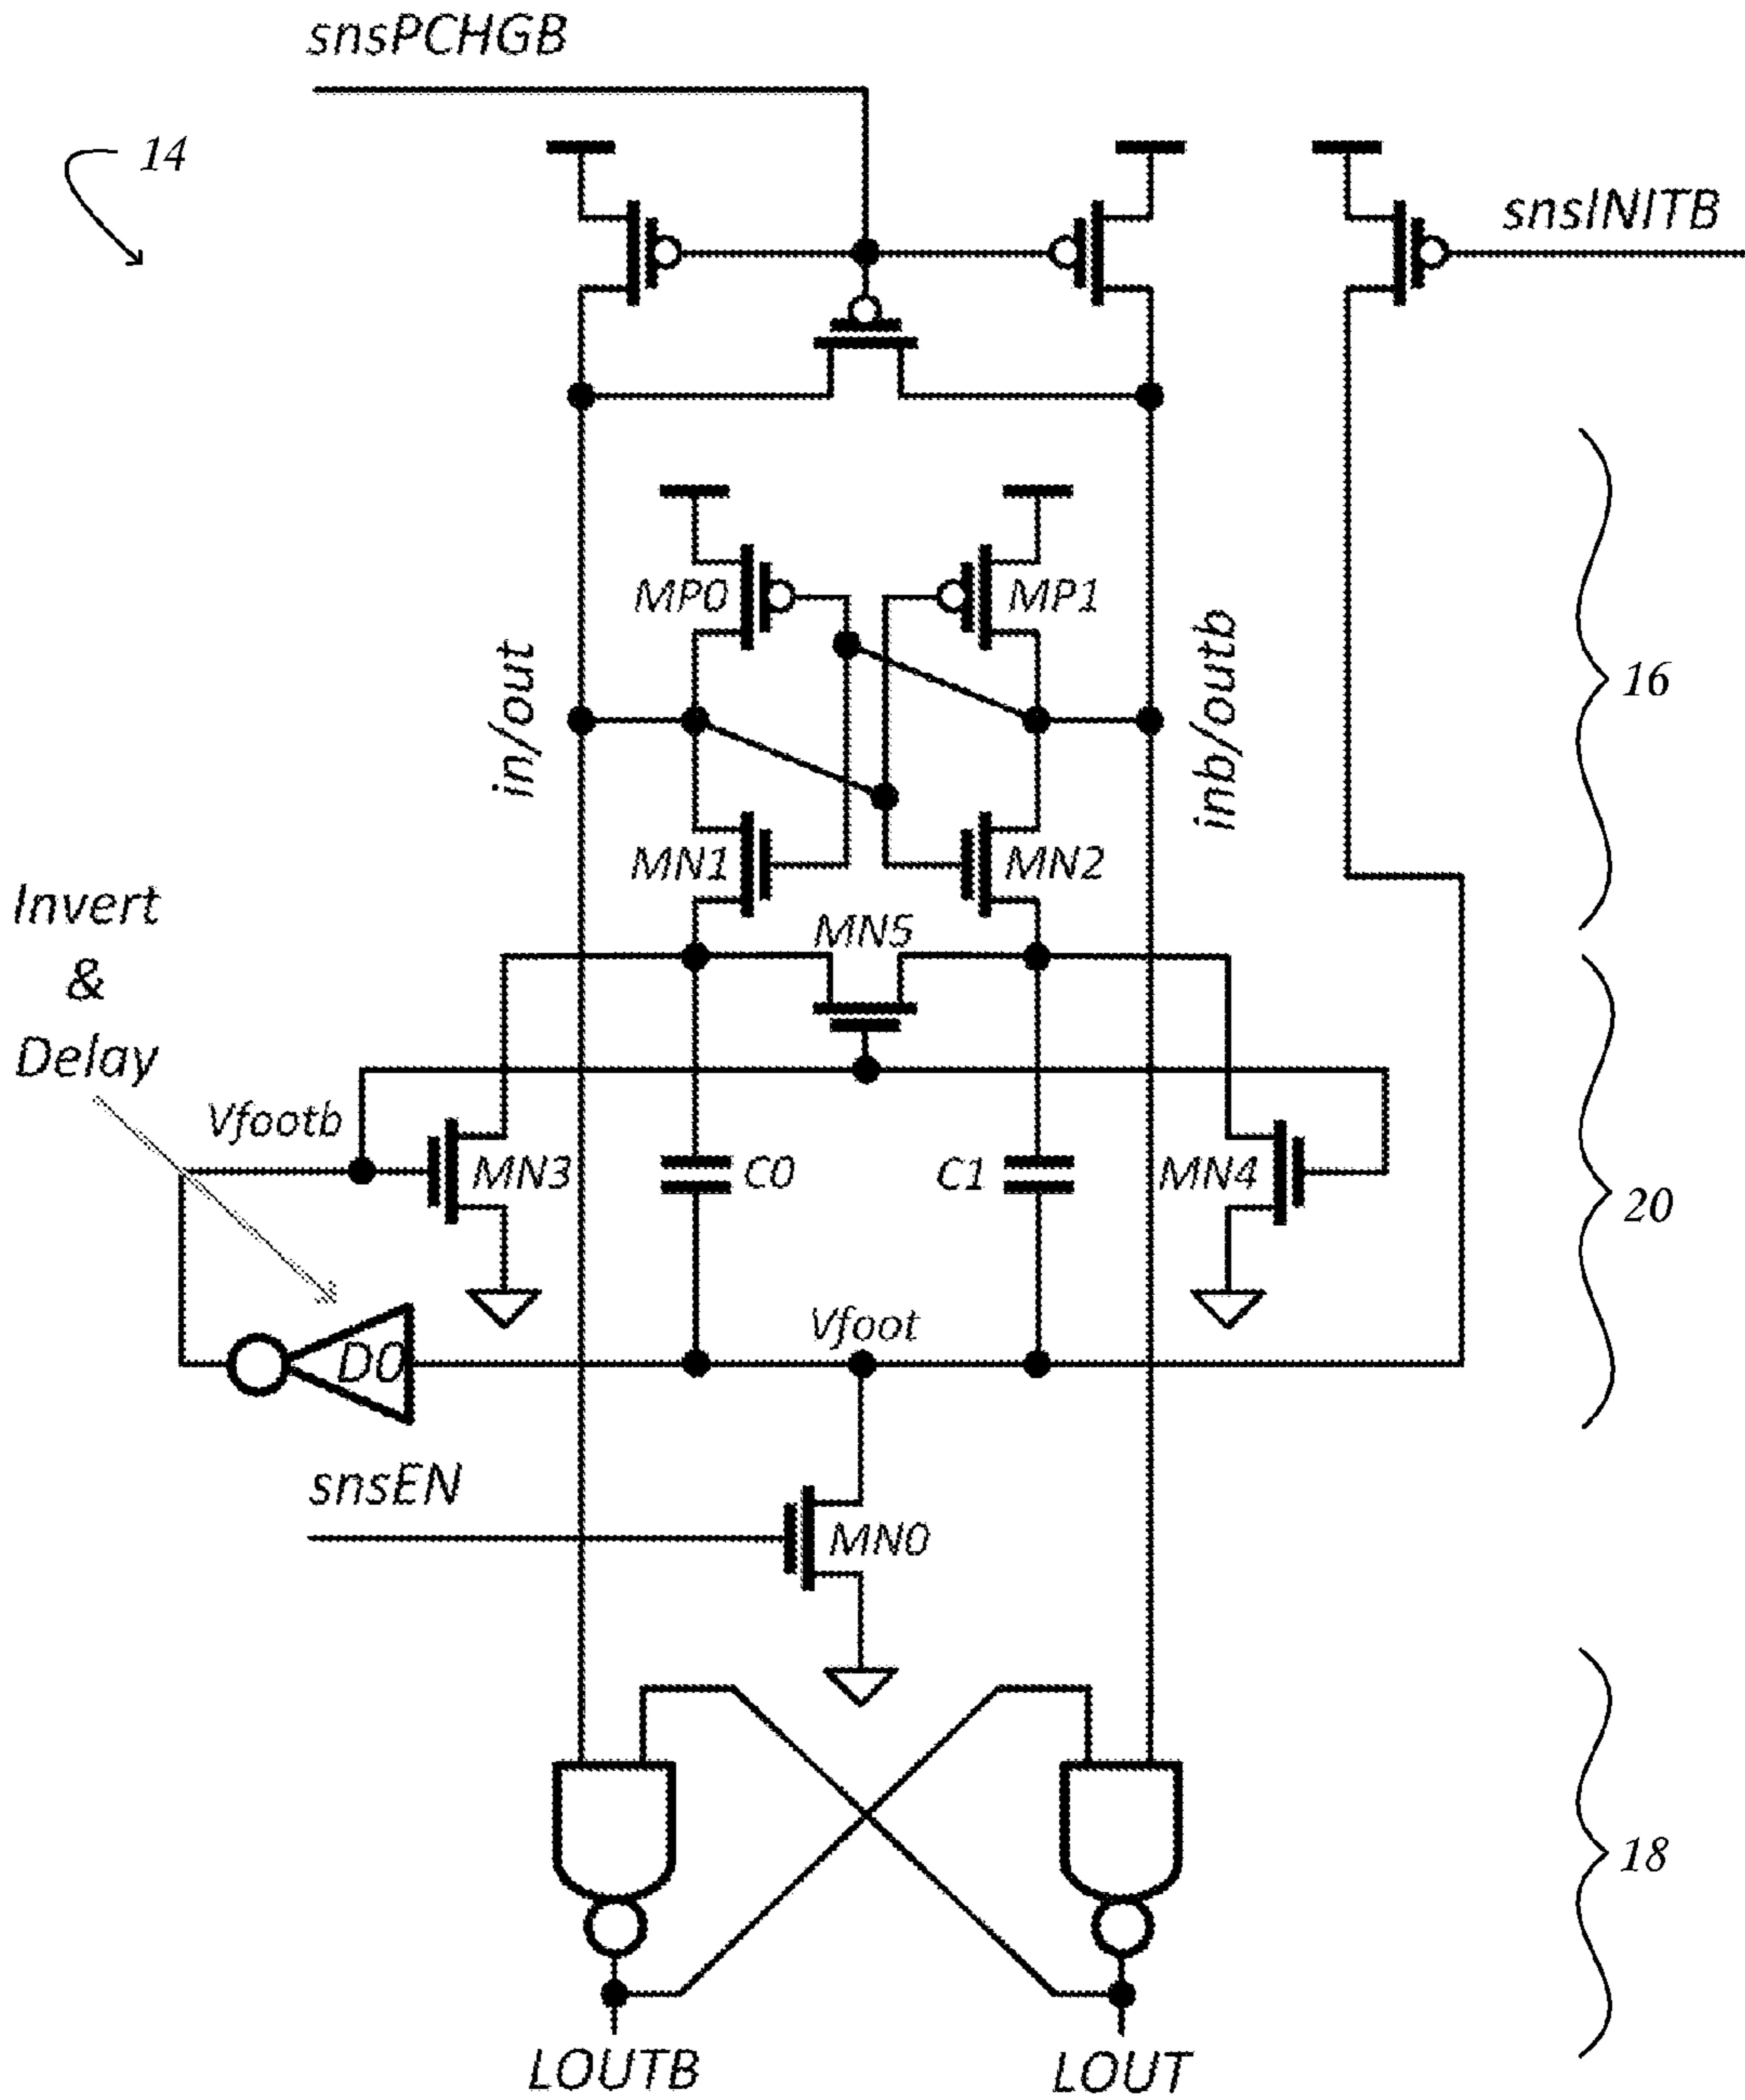 snsPCHGB
14
snsINITB
MP0
MP1
in/out
inb/outb
16
MN1
MN2
Invert
&
Delay
MN5
Vfootb
MN3
C0
C1
MN4
20
Vfoot
D0
snsEN
MN0
18
LOUTB
LOUT